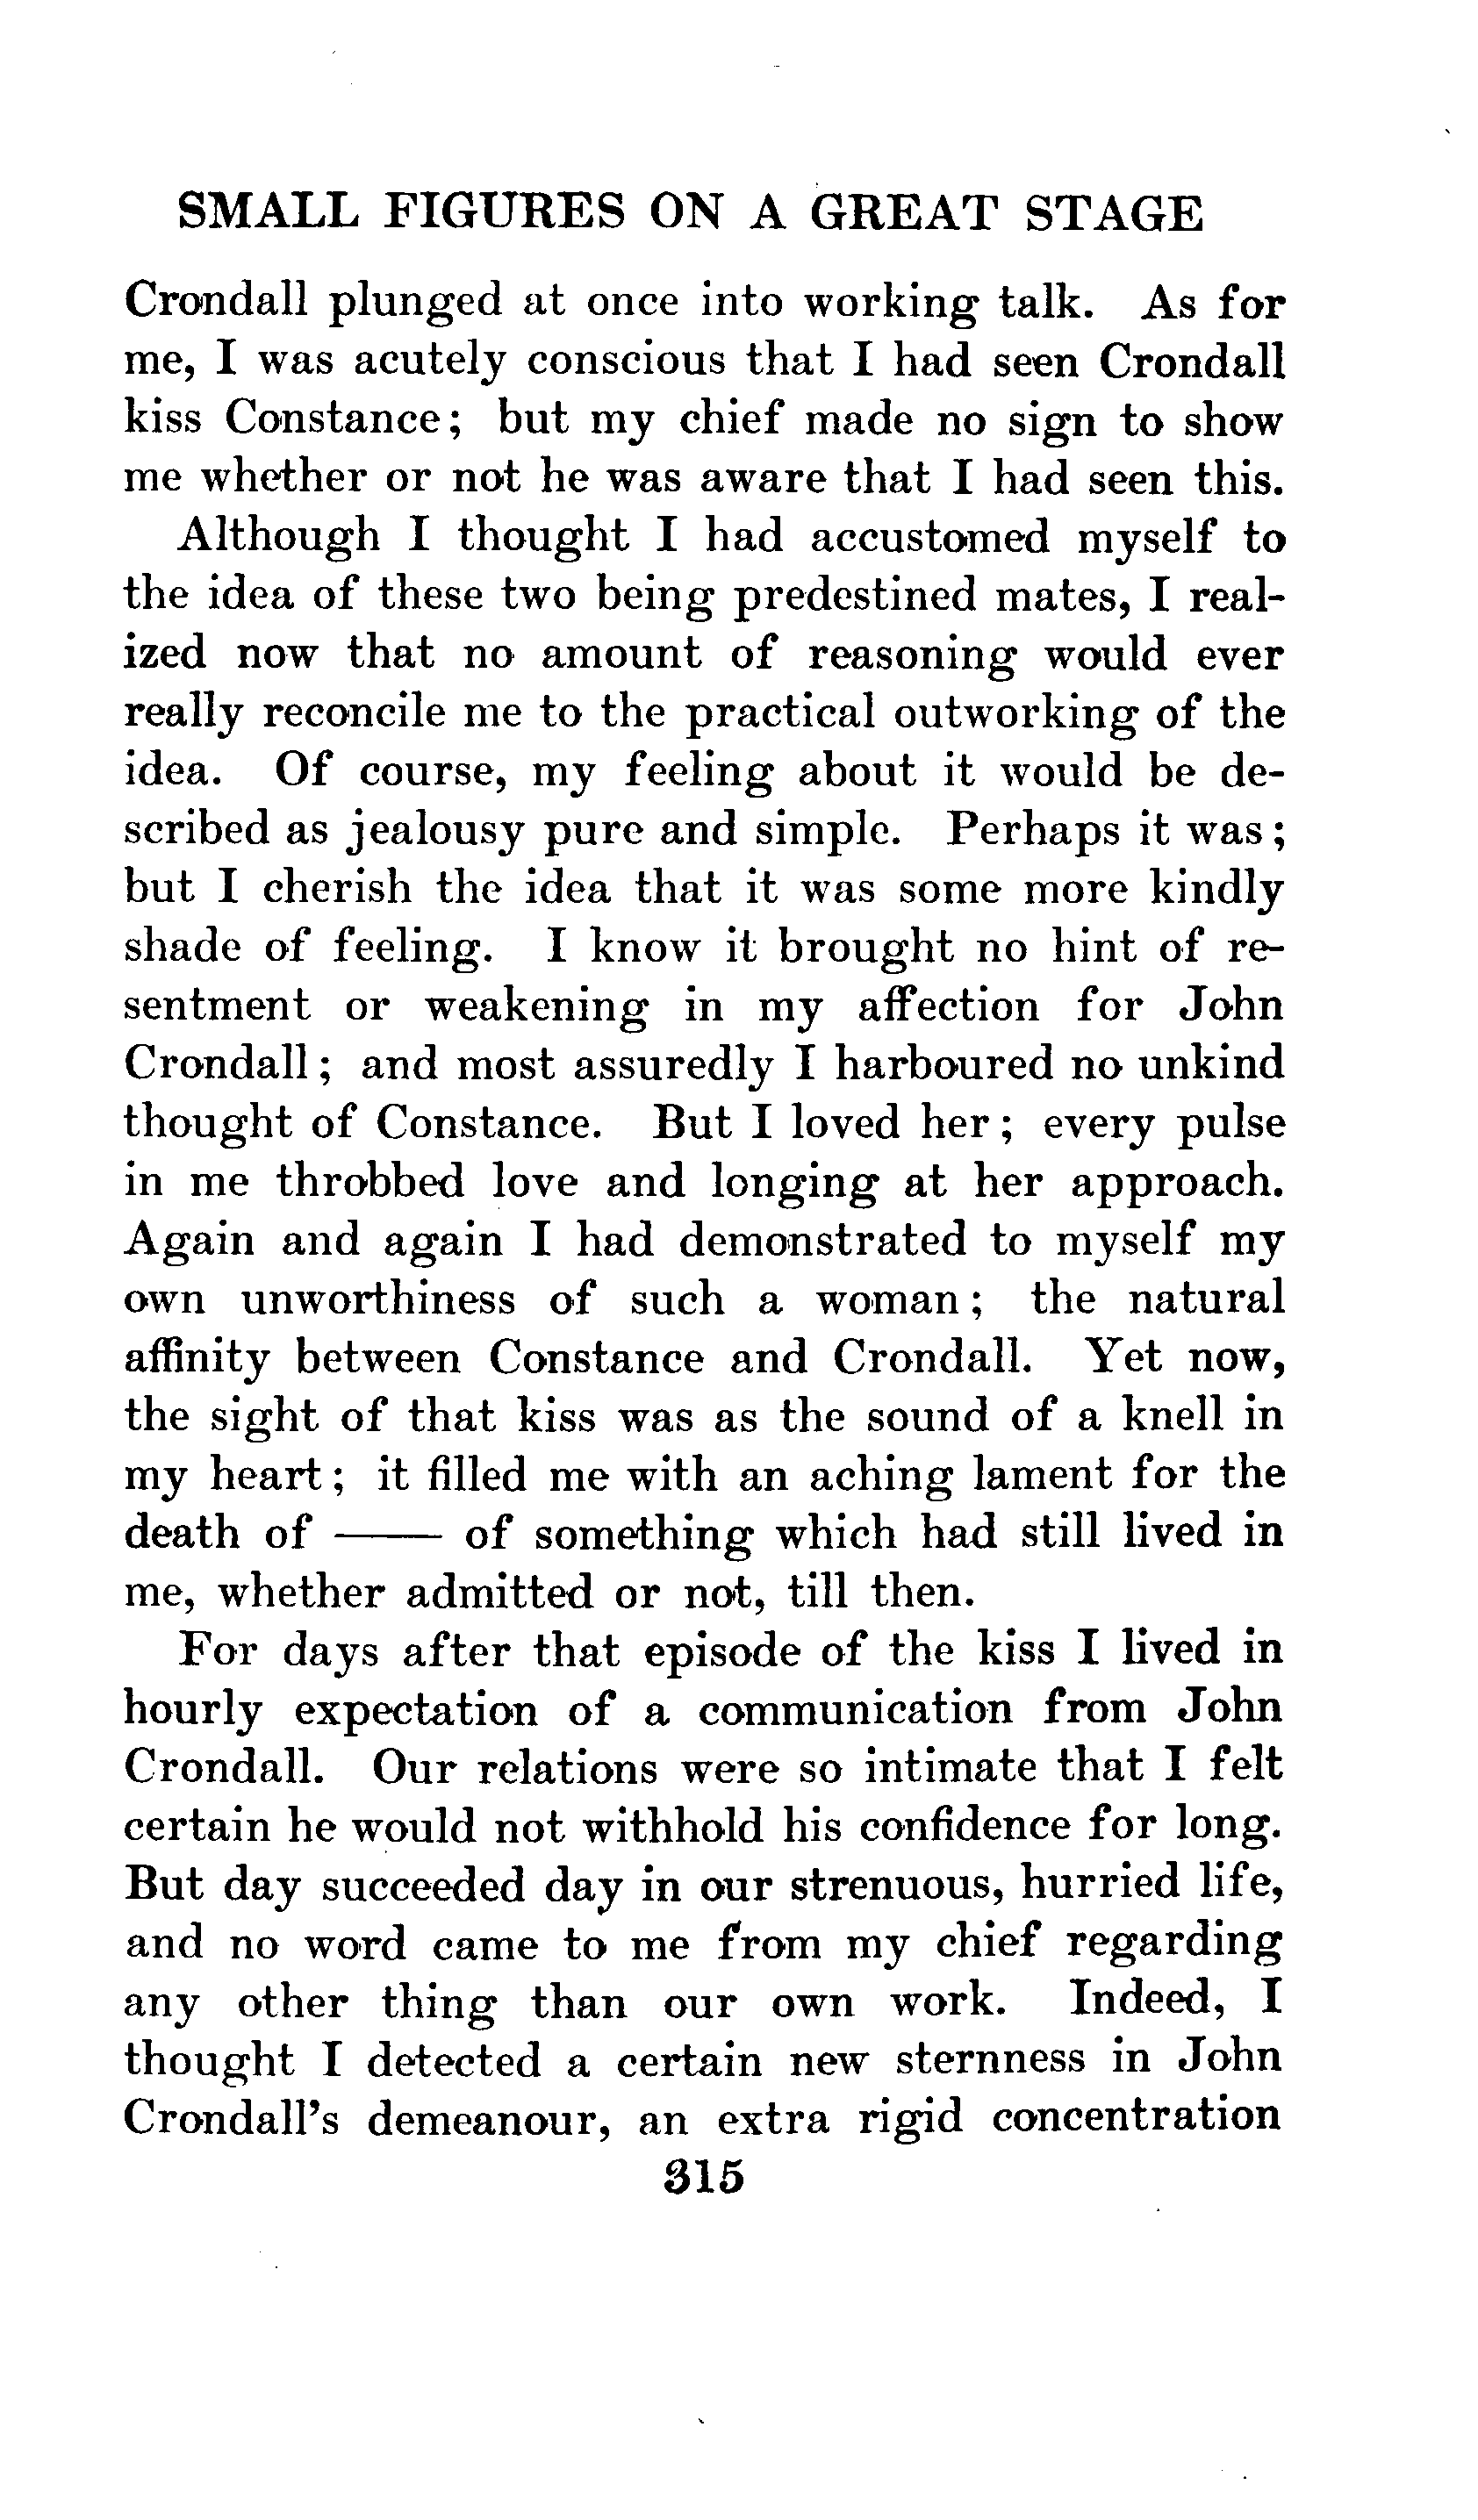 SMALL FIGURES ON A GREAT STAGE
Crondall plunged at once into working talk. As for
me, I was acutely conscious that I had seen Crondall
kiss Constance; but my chief made no sign to show
me whether or not he was aware that I had seen this.
Although I thought I had accustomed myself to
the idea of these two being predestined mates, I real-
ized now that no amount of reasoning would ever
really reconcile me to the practical outworking of the
idea. Of course, my feeling about it would be de-
scribed as jealousy pure and simple. Perhaps it was;
but I cherish the idea that it was some more kindly
shade of feeling. I know it brought no hint of re-
sentment or weakening in my affection for John
Crondall; and most assuredly I harboured no unkind
thought of Constance. But I loved her; every pulse
in me throbbed love and longing at her approach.
Again and again I had demonstrated to myself my
own unworthiness of such a woman; the natural
affinity between Constance and Crondall. Yet now,
the sight of that kiss was as the sound of a knell in
my heart; it filled me with an aching lament for the
death of —— of something which had still lived in
me, whether admitted or not, till then.
For days after that episode of the kiss I lived in
hourly expectation of a communication from John
Crondall. Our relations were so intimate that I felt
certain he would not withhold his confidence for long.
But day succeeded day in our strenuous, hurried life,
and no word came to me from my chief regarding
any other thing than our own work. Indeed, I
thought I detected a certain new sternness in John
Crondall's demeanour, an extra rigid concentration
315